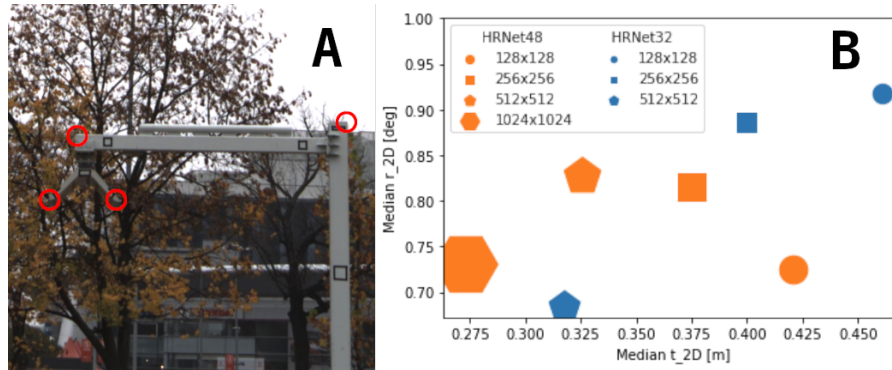 A
B
HRNet48
128x128
256x256
512x512
1024x1024
HRNet32
128x128
256x256
512x512
Median r_2D [deg]
1.00
0.95
0.90
0.85
0.80
0.75
0.70
0.275 0.300 0.325 0.350 0.375 0.400 0.425 0.450
Median t_2D [m]